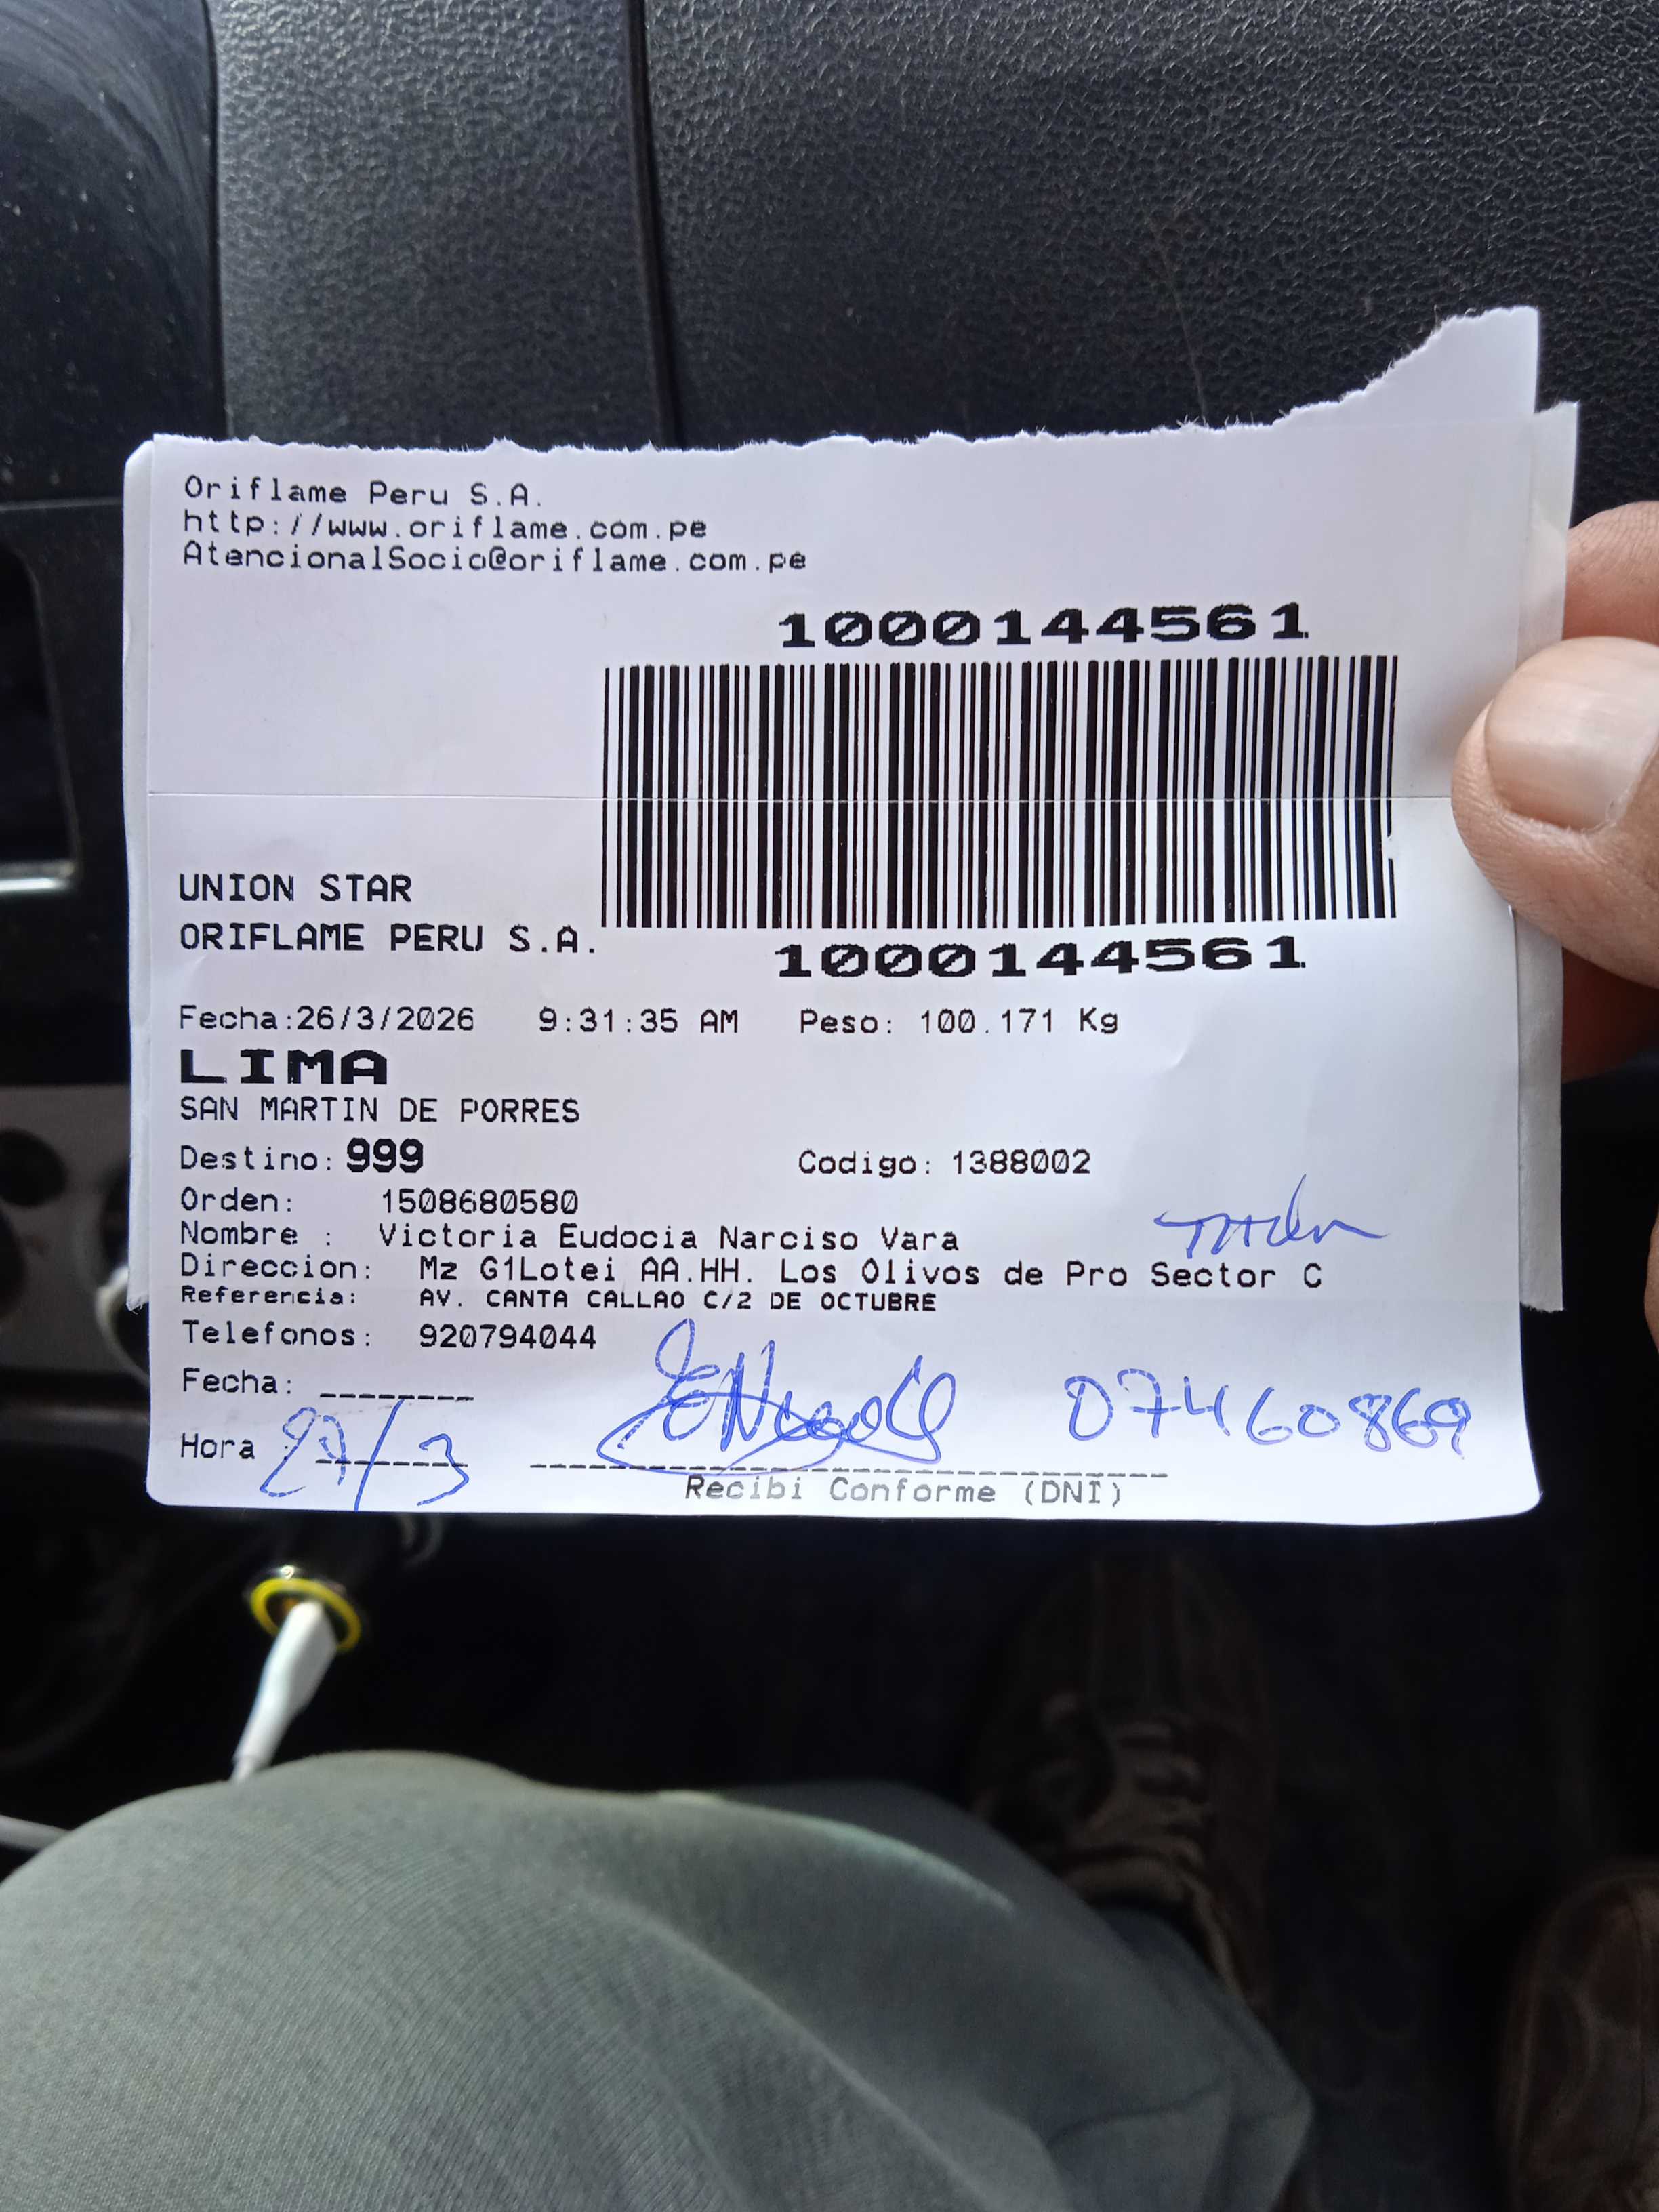 Oriflame Peru S.A.
http://www.oriflame.com.pe
AtencionalSocio@oriflame.com.pe
1000144561
UNION STAR
ORIFLAME PERU S.A.
1000144561
Fecha:26/3/2026 9:31:35 AM Peso: 100.171 Kg
LIMA
SAN MARTIN DE PORRES
Destino: 999 Codigo: 1388002
Orden: 1508680580
Nombre : Victoria Eudocia Narciso Vara
Direccion: Mz G1Lotei AA.HH. Los Olivos de Pro Sector C
Referencia: AV. CANTA CALLAO C/2 DE OCTUBRE
Telefonos: 920794044
Fecha:
07460869
Hora : 27/3
Recibi Conforme (DNI)